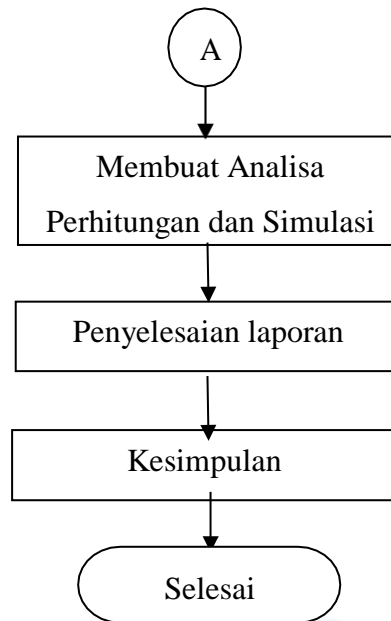 A
Membuat Analisa
Perhitungan dan Simulasi
Penyelesaian laporan
Kesimpulan
Selesai